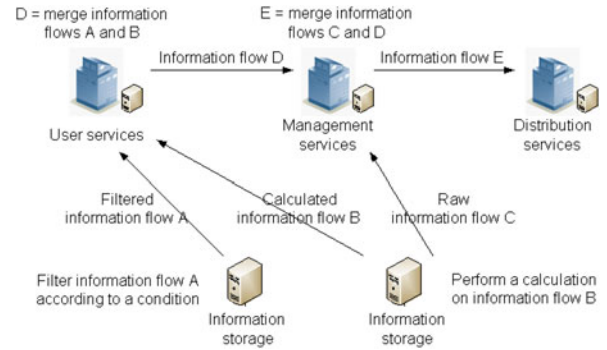 D = merge information
flows A and B
E = merge information
flows C and D
Information flow D
Information flow E
User services
Management
services
Distribution
services
Filtered
information flow A
Calculated
information flow B
Raw
information flow C
Filter information flow A
according to a condition
Information
storage
Information
storage
Perform a calculation
on information flow B